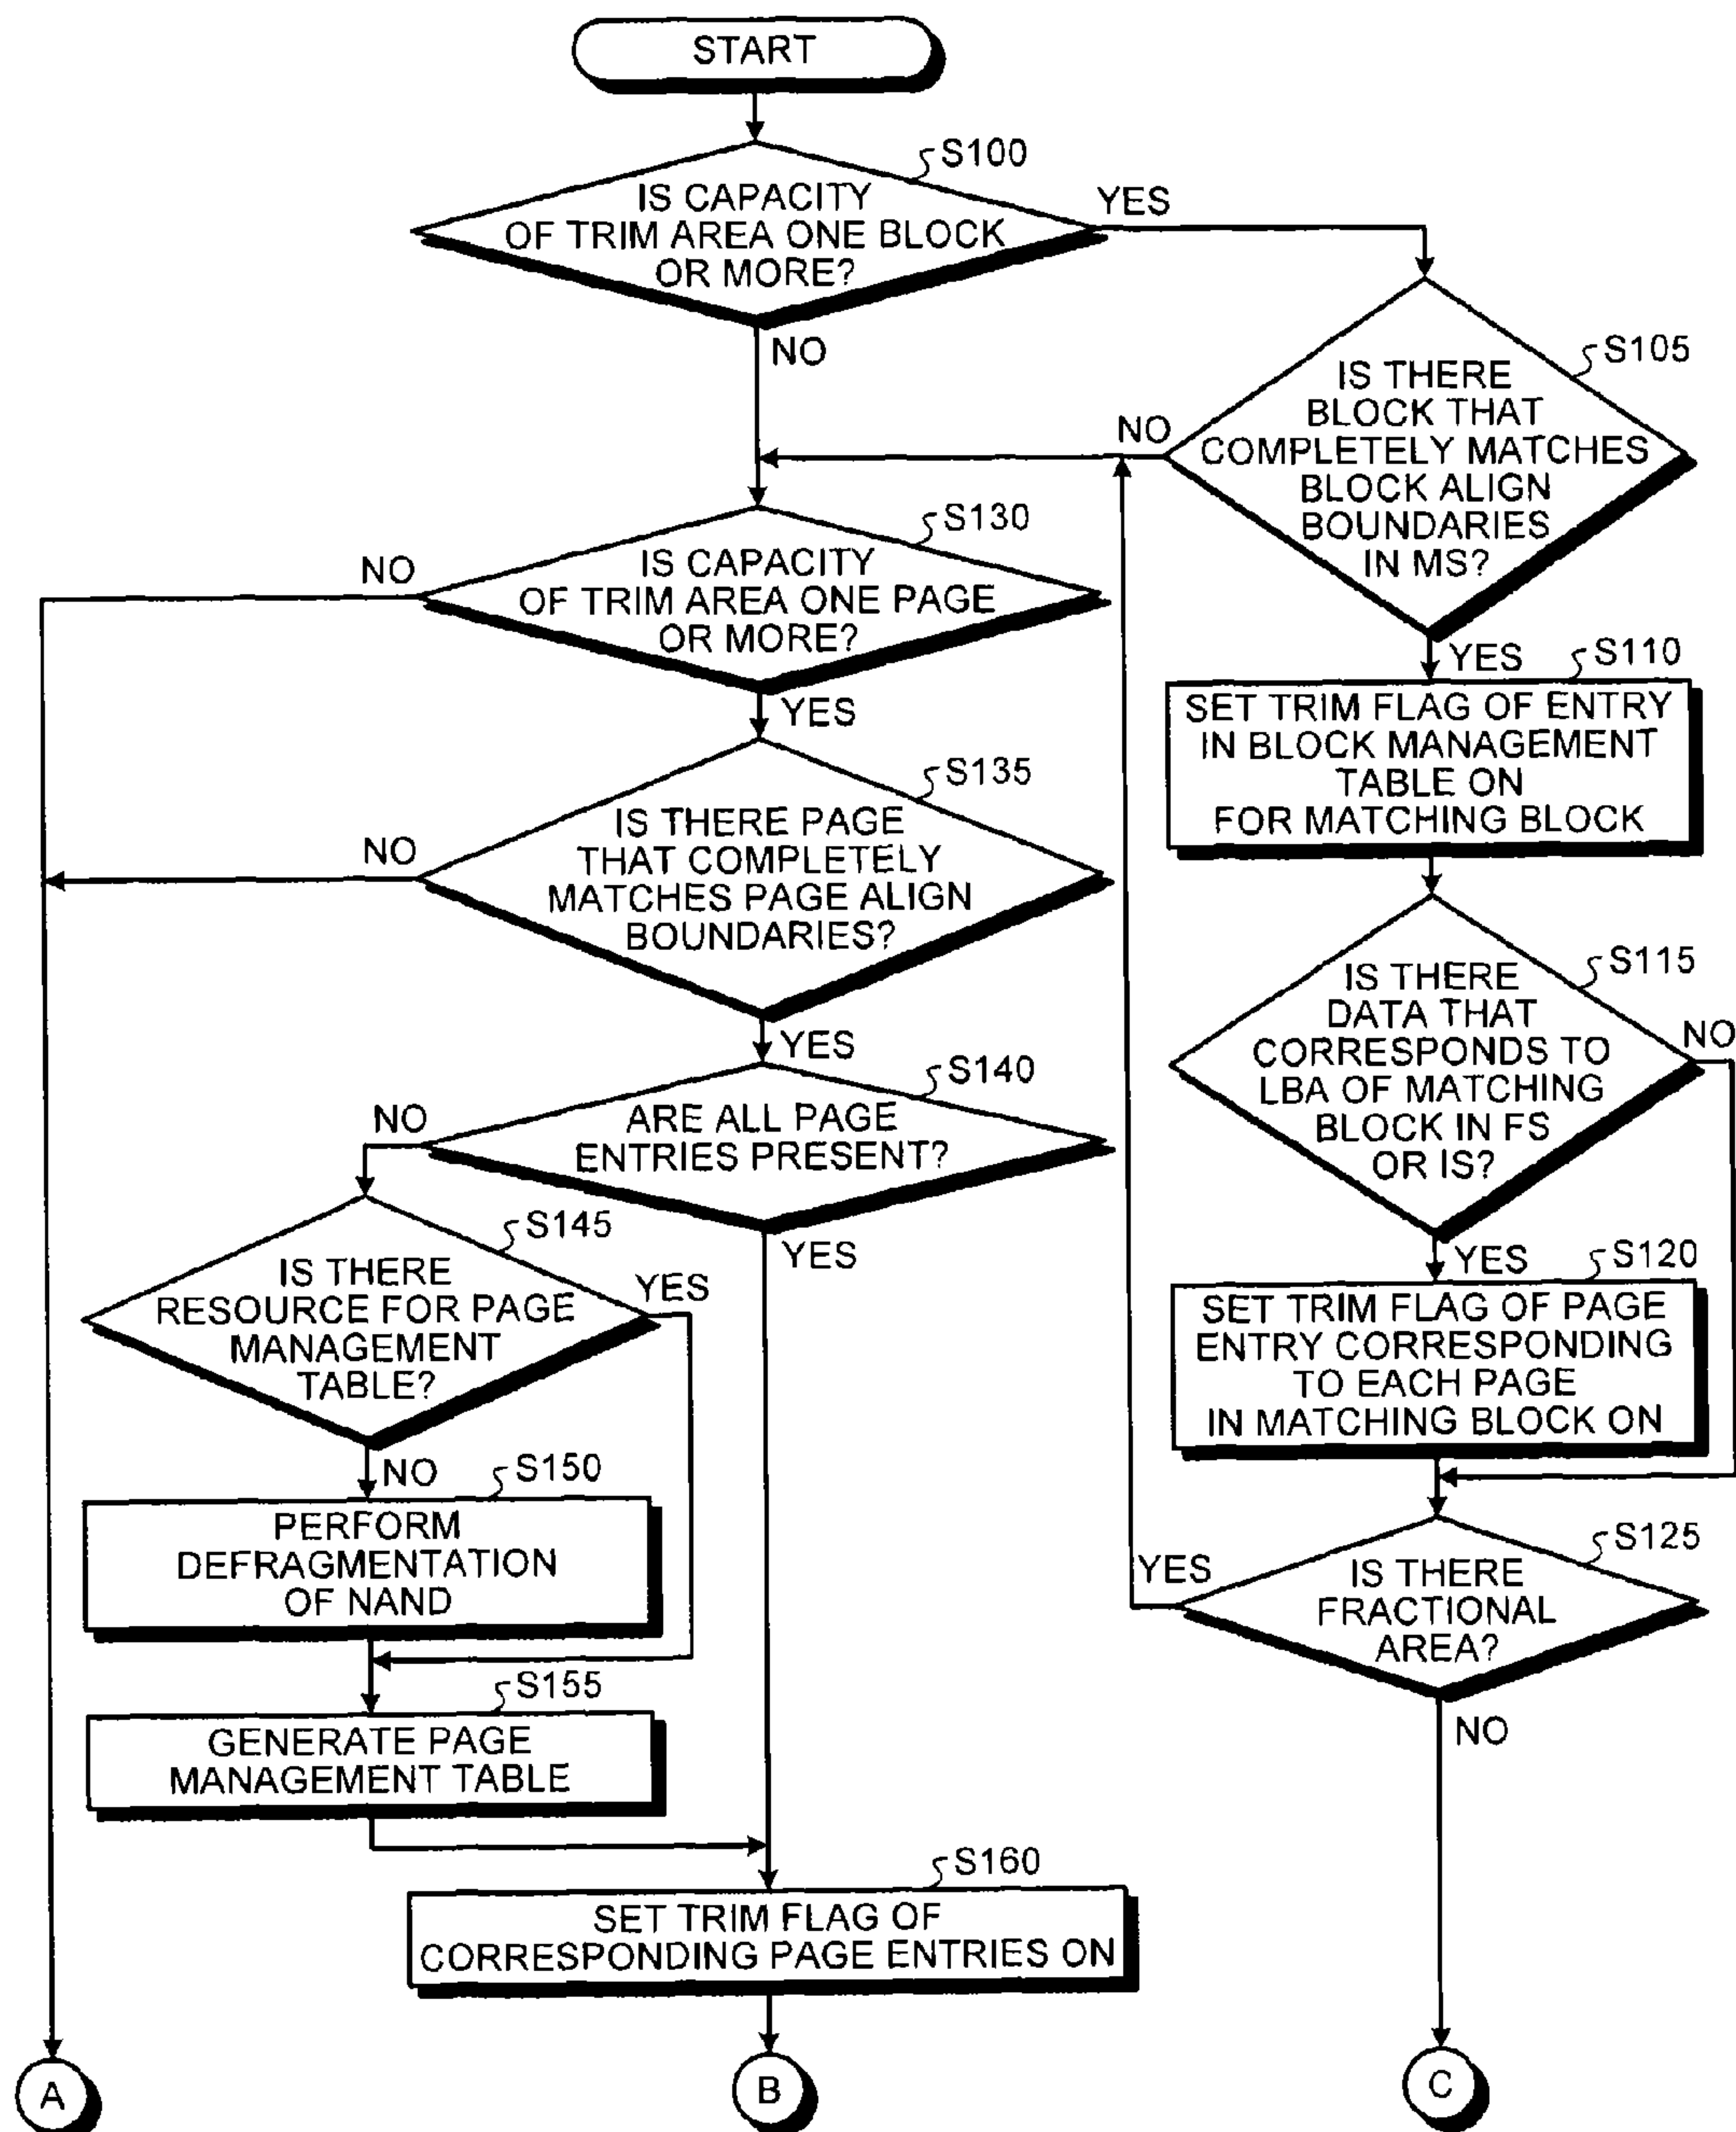 START
S100
IS CAPACITY
OF TRIM AREA ONE BLOCK
OR MORE?
YES
NO
S105
IS THERE
BLOCK THAT
COMPLETELY MATCHES
BLOCK ALIGN
BOUNDARIES
IN MS?
NO
YES
S110
SET TRIM FLAG OF ENTRY
IN BLOCK MANAGEMENT
TABLE ON
FOR MATCHING BLOCK
S115
IS THERE
DATA THAT
CORRESPONDS TO
LBA OF MATCHING
BLOCK IN FS
OR IS?
NO
YES
S120
SET TRIM FLAG OF PAGE
ENTRY CORRESPONDING
TO EACH PAGE
IN MATCHING BLOCK ON
S125
IS THERE
FRACTIONAL
AREA?
YES
NO
S130
IS CAPACITY
OF TRIM AREA ONE PAGE
OR MORE?
NO
YES
S135
IS THERE PAGE
THAT COMPLETELY
MATCHES PAGE ALIGN
BOUNDARIES?
NO
YES
S140
ARE ALL PAGE
ENTRIES PRESENT?
NO
YES
S145
IS THERE
RESOURCE FOR PAGE
MANAGEMENT
TABLE?
YES
NO
S150
PERFORM
DEFRAGMENTATION
OF NAND
S155
GENERATE PAGE
MANAGEMENT TABLE
S160
SET TRIM FLAG OF
CORRESPONDING PAGE ENTRIES ON
A
B
C